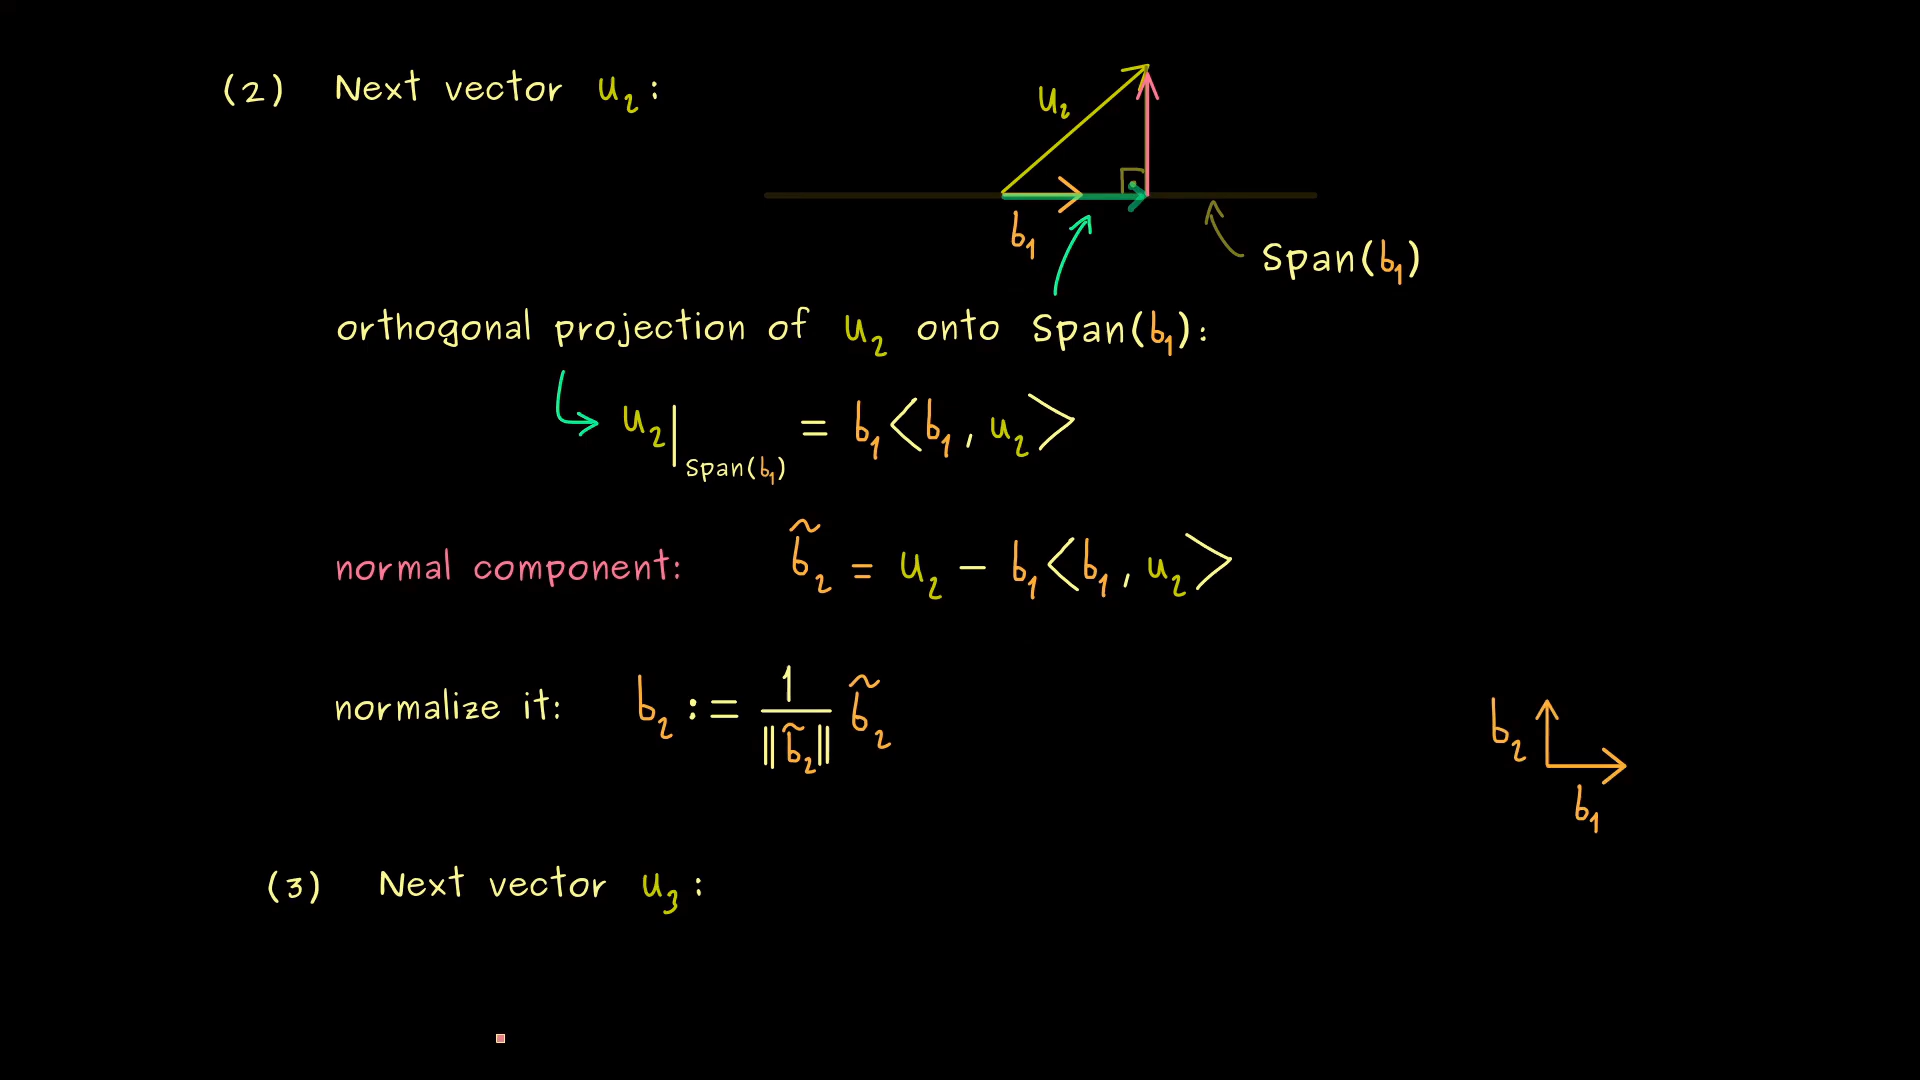 (2) Next vector u₂:
u₂
b₁
Span(b₁)
orthogonal projection of u₂ onto Span(b₁):
u₂|Span(b₁) = b₁⟨b₁, u₂⟩
normal component: b̃₂ = u₂ − b₁⟨b₁, u₂⟩
normalize it: b₂ := 1/‖b̃₂‖ b̃₂
b₂
b₁
(3) Next vector u₃: